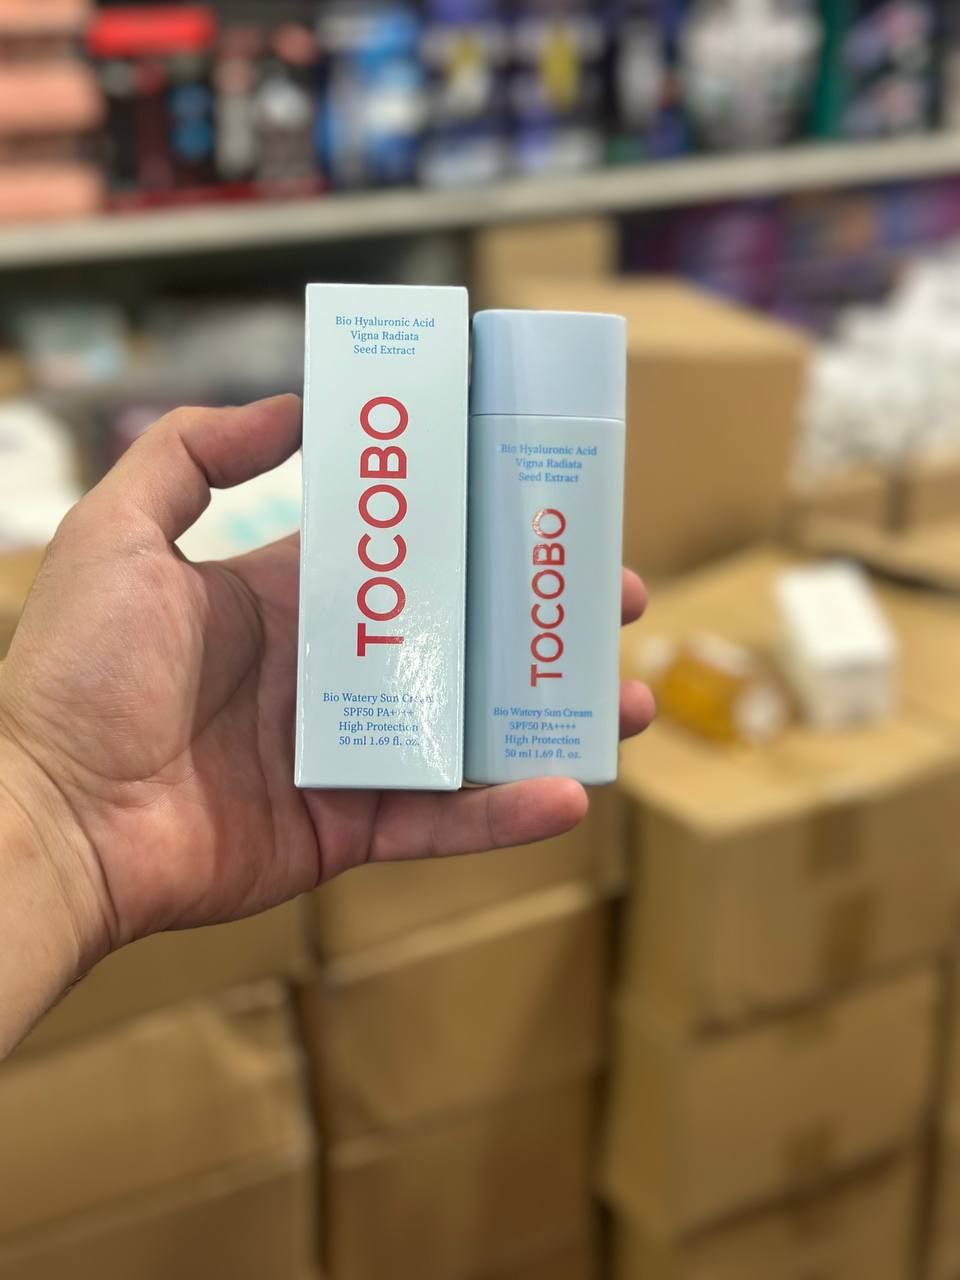 Bio Hyaluronic Acid
Vigna Radiata
Seed Extract
TOCOBO
Bio Watery Sun Cream
SPF50 PA++++
High Protection
50 ml 1.69 fl. oz.
Bio Hyaluronic Acid
Vigna Radiata
Seed Extract
TOCOBO
Bio Watery Sun Cream
SPF50 PA++++
High Protection
50 ml 1.69 fl. oz.